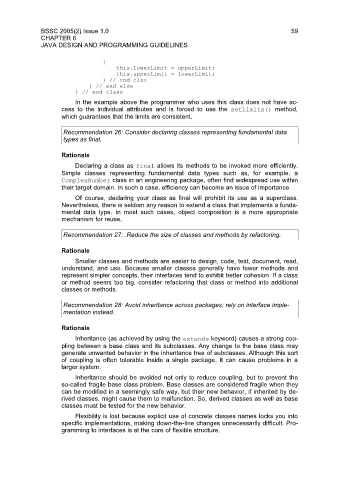 BSSC 2005(2) Issue 1.0 59
CHAPTER 6
JAVA DESIGN AND PROGRAMMING GUIDELINES
{
this.lowerLimit = upperLimit;
this.upperLimit = lowerLimit;
} // end else
} // end else
} // end class
In the example above the programmer who uses this class does not have ac-
cess to the individual attributes and is forced to use the setLimits() method,
which guarantees that the limits are consistent.
Recommendation 26: Consider declaring classes representing fundamental data
types as final.
Rationale
Declaring a class as final allows its methods to be invoked more efficiently.
Simple classes representing fundamental data types such as, for example, a
ComplexNumber class in an engineering package, often find widespread use within
their target domain. In such a case, efficiency can become an issue of importance.
Of course, declaring your class as final will prohibit its use as a superclass.
Nevertheless, there is seldom any reason to extend a class that implements a funda-
mental data type. In most such cases, object composition is a more appropriate
mechanism for reuse.
Recommendation 27: .Reduce the size of classes and methods by refactoring.
Rationale
Smaller classes and methods are easier to design, code, test, document, read,
understand, and use. Because smaller classes generally have fewer methods and
represent simpler concepts, their interfaces tend to exhibit better cohesion. If a class
or method seems too big, consider refactoring that class or method into additional
classes or methods.
Recommendation 28: Avoid inheritance across packages; rely on interface imple-
mentation instead.
Rationale
Inheritance (as achieved by using the extends keyword) causes a strong cou-
pling between a base class and its subclasses. Any change to the base class may
generate unwanted behavior in the inheritance tree of subclasses. Although this sort
of coupling is often tolerable inside a single package, it can cause problems in a
larger system.
Inheritance should be avoided not only to reduce coupling, but to prevent the
so-called fragile base class problem. Base classes are considered fragile when they
can be modified in a seemingly safe way, but their new behavior, if inherited by de-
rived classes, might cause them to malfunction. So, derived classes as well as base
classes must be tested for the new behavior.
Flexibility is lost because explicit use of concrete classes names locks you into
specific implementations, making down-the-line changes unnecessarily difficult. Pro-
gramming to interfaces is at the core of flexible structure.